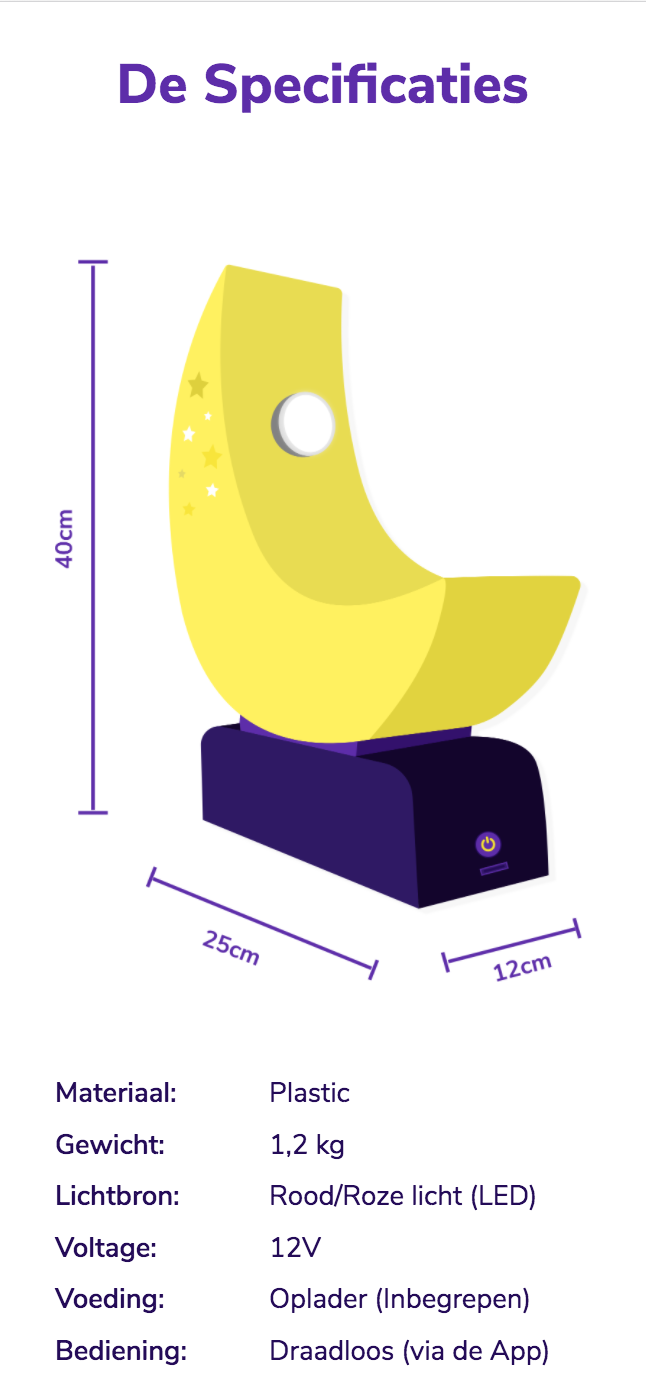 De Specificaties
40cm
25cm
12cm
Materiaal: Plastic
Gewicht: 1,2 kg
Lichtbron: Rood/Roze licht (LED)
Voltage: 12V
Voeding: Oplader (Inbegrepen)
Bediening: Draadloos (via de App)